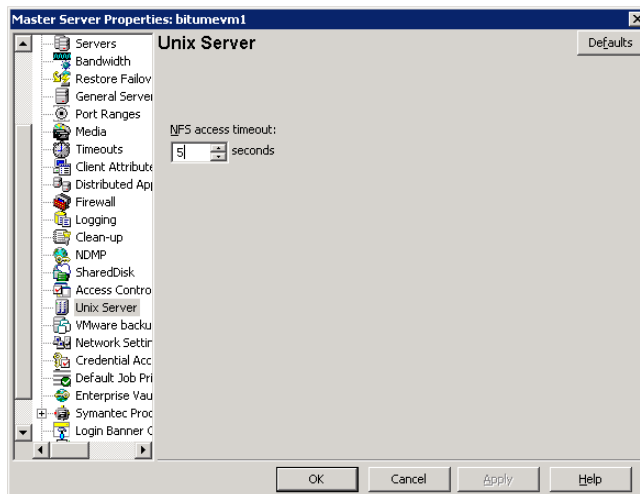 Master Server Properties: bitumevm1
Servers
Bandwidth
Restore Failov
General Server
Port Ranges
Media
Timeouts
Client Attribute
Distributed App
Firewall
Logging
Clean-up
NDMP
SharedDisk
Access Contro
Unix Server
VMware backu
Network Settin
Credential Acc
Default Job Pri
Enterprise Vau
Symantec Prod
Login Banner C
Unix Server
Defaults
NFS access timeout:
5 seconds
OK Cancel Apply Help